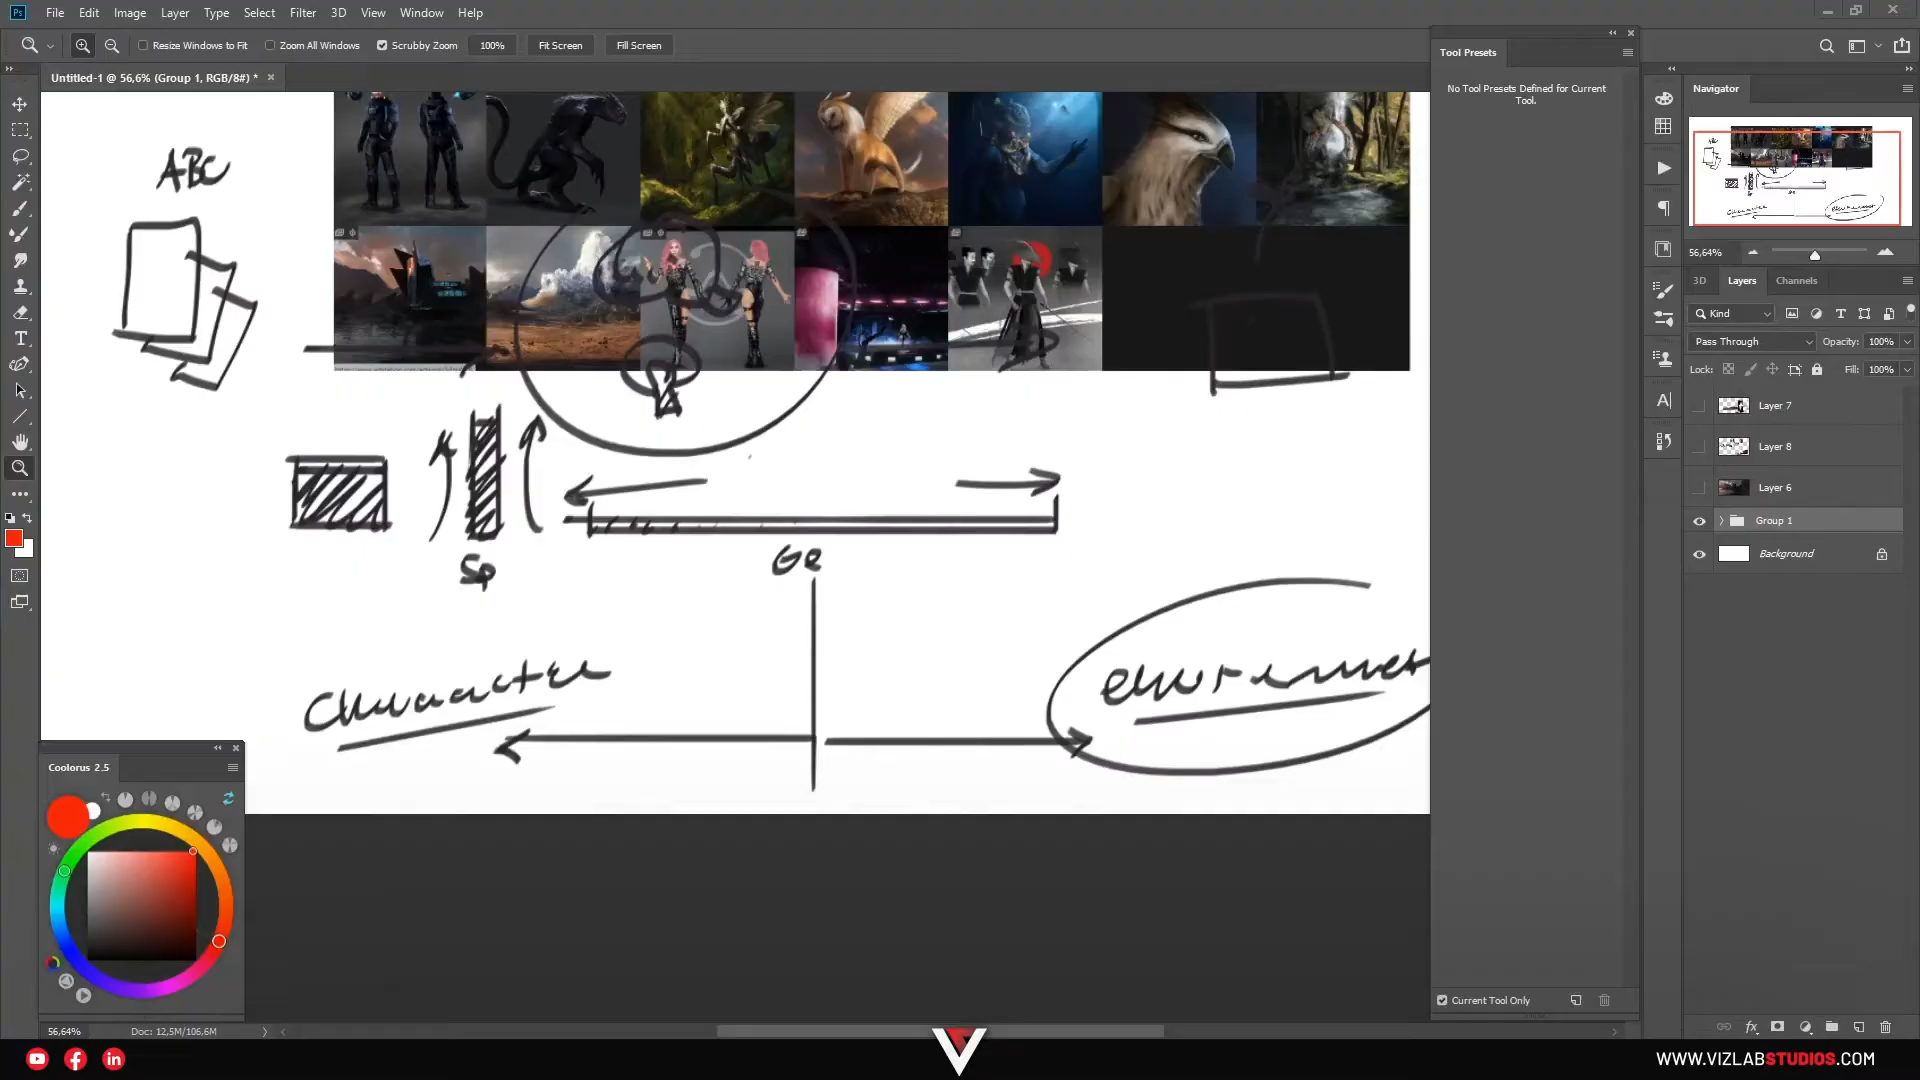 Ps File Edit Image Layer Type Select Filter 3D View Window Help
Resize Windows to Fit Zoom All Windows Scrubby Zoom 100% Fit Screen Fill Screen
Untitled-1 @ 56,6% (Group 1, RGB/8#) *
Tool Presets
No Tool Presets Defined for Current
Tool.
Current Tool Only
Navigator
56,64%
3D Layers Channels
Kind
Pass Through Opacity: 100%
Lock: Fill: 100%
Layer 7
Layer 8
Layer 6
Group 1
Background
ABC
Sp
Ge
Character
Coolorus 2.5
56,64% Doc: 12,5M/106,6M
WWW.VIZLABSTUDIOS.COM